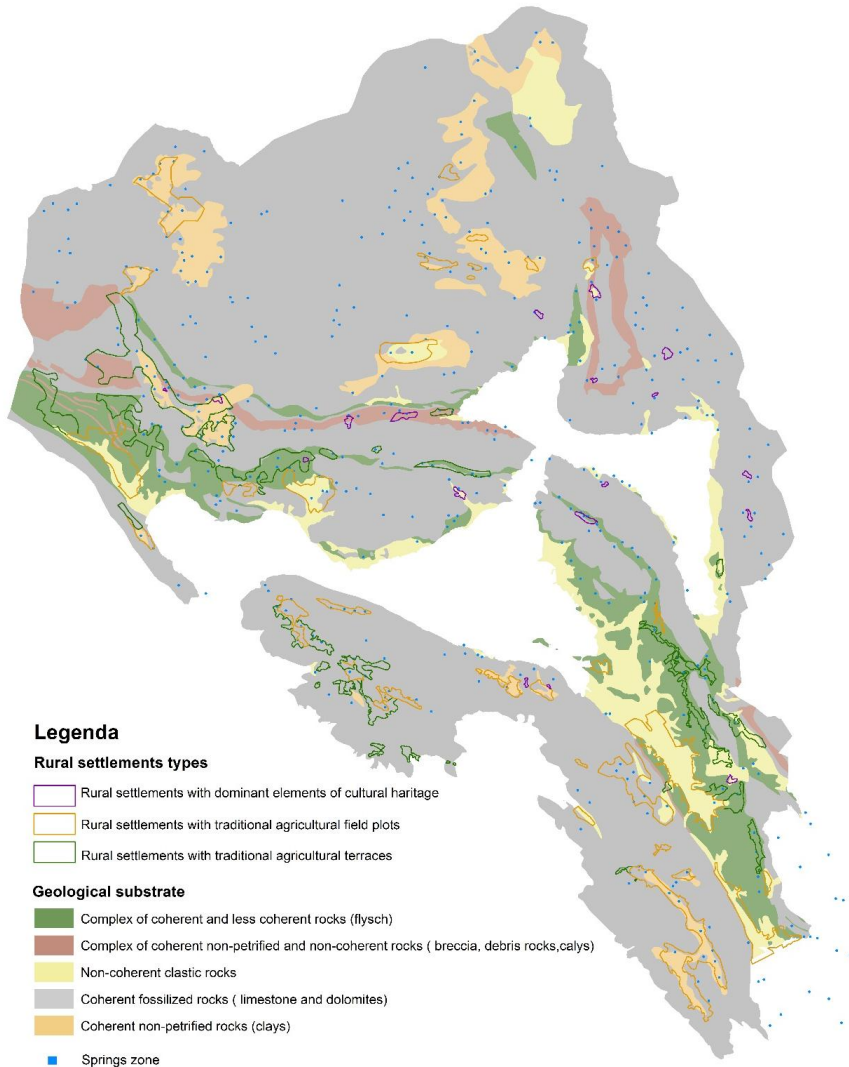 Legenda
Rural settlements types
Rural settlements with dominant elements of cultural haritage
Rural settlements with traditional agricultural field plots
Rural settlements with traditional agricultural terraces
Geological substrate
Complex of coherent and less coherent rocks (flysch)
Complex of coherent non-petrified and non-coherent rocks ( breccia, debris rocks,calys)
Non-coherent clastic rocks
Coherent fossilized rocks ( limestone and dolomites)
Coherent non-petrified rocks (clays)
Springs zone